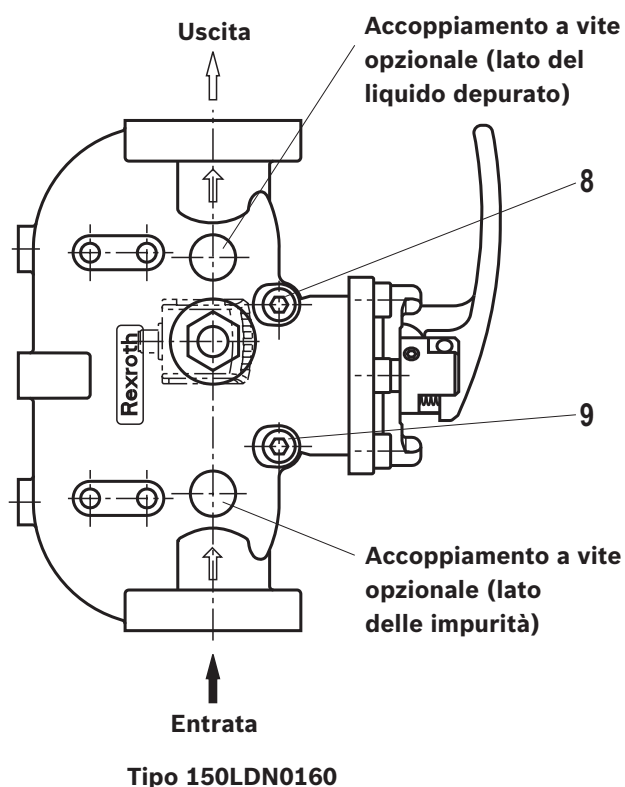 Uscita
Accoppiamento a vite
opzionale (lato del
liquido depurato)
8
Rexroth
9
Accoppiamento a vite
opzionale (lato
delle impurità)
Entrata
Tipo 150LDN0160